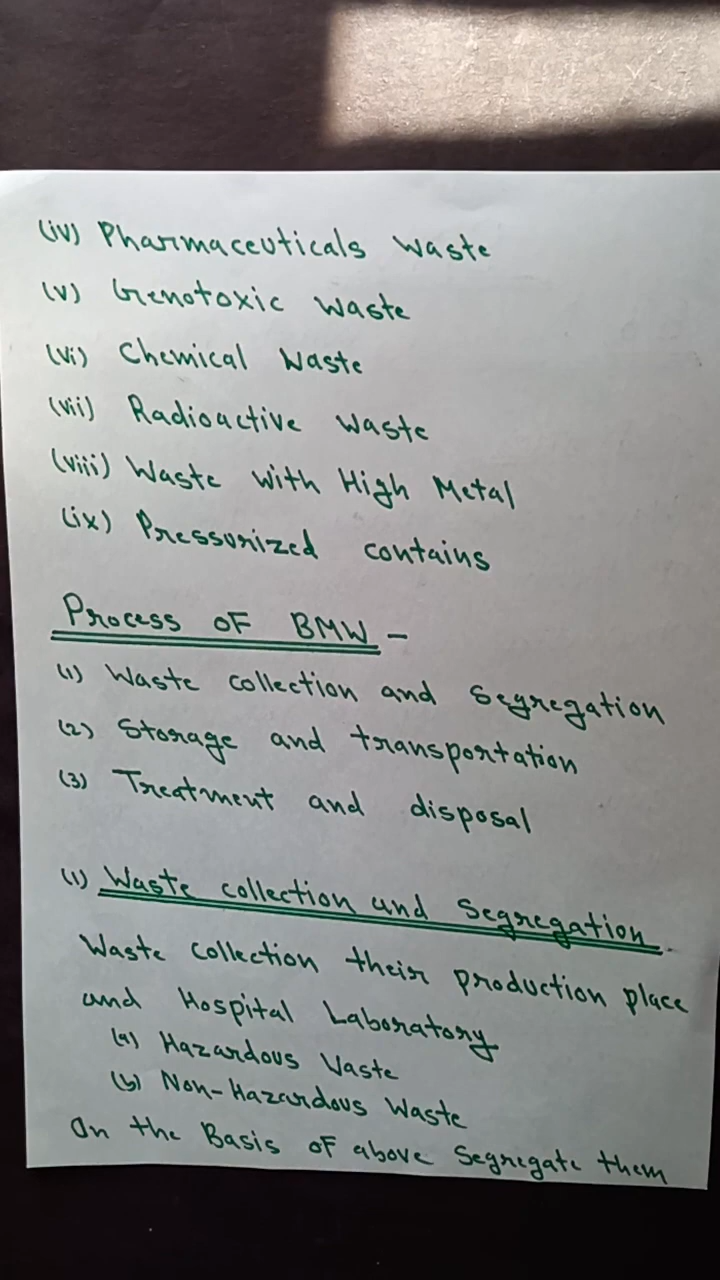 (iv) Pharmaceuticals Waste
(v) Genotoxic Waste
(vi) Chemical Waste
(vii) Radioactive Waste
(viii) Waste with High Metal
(ix) Pressurized contains
Process OF BMW -
(1) Waste collection and Segregation
(2) Storage and transportation
(3) Treatment and disposal
(1) Waste collection and Segregation
Waste collection their production place
and Hospital Laboratory
(a) Hazardous Waste
(b) Non-Hazardous Waste
On the Basis of above Segregate them